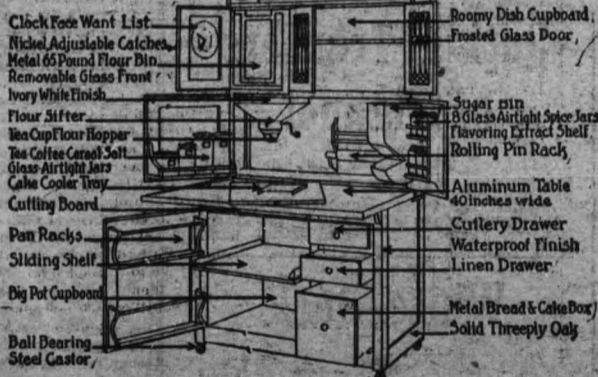 Clock Face Want List
Nickel Adjustable Catches
Metal 65 Pound Flour Bin
Removable Glass Front
Ivory White Finish
Flour Sifter
Tea Cup Flour Hopper
Tea Coffee Cereal Salt
Glass Airtight Jars
Cake Cooler Tray
Cutting Board
Pan Racks
Sliding Shelf
Big Pot Cupboard
Ball Bearing
Steel Castor
Roomy Dish Cupboard
Frosted Glass Door
Sugar Bin
8 Glass Airtight Spice Jars
Flavoring Extract Shelf
Rolling Pin Rack
Aluminum Table
40 inches wide
Cutlery Drawer
Waterproof Finish
Linen Drawer
Metal Bread & Cake Box
Solid Threeply Oak